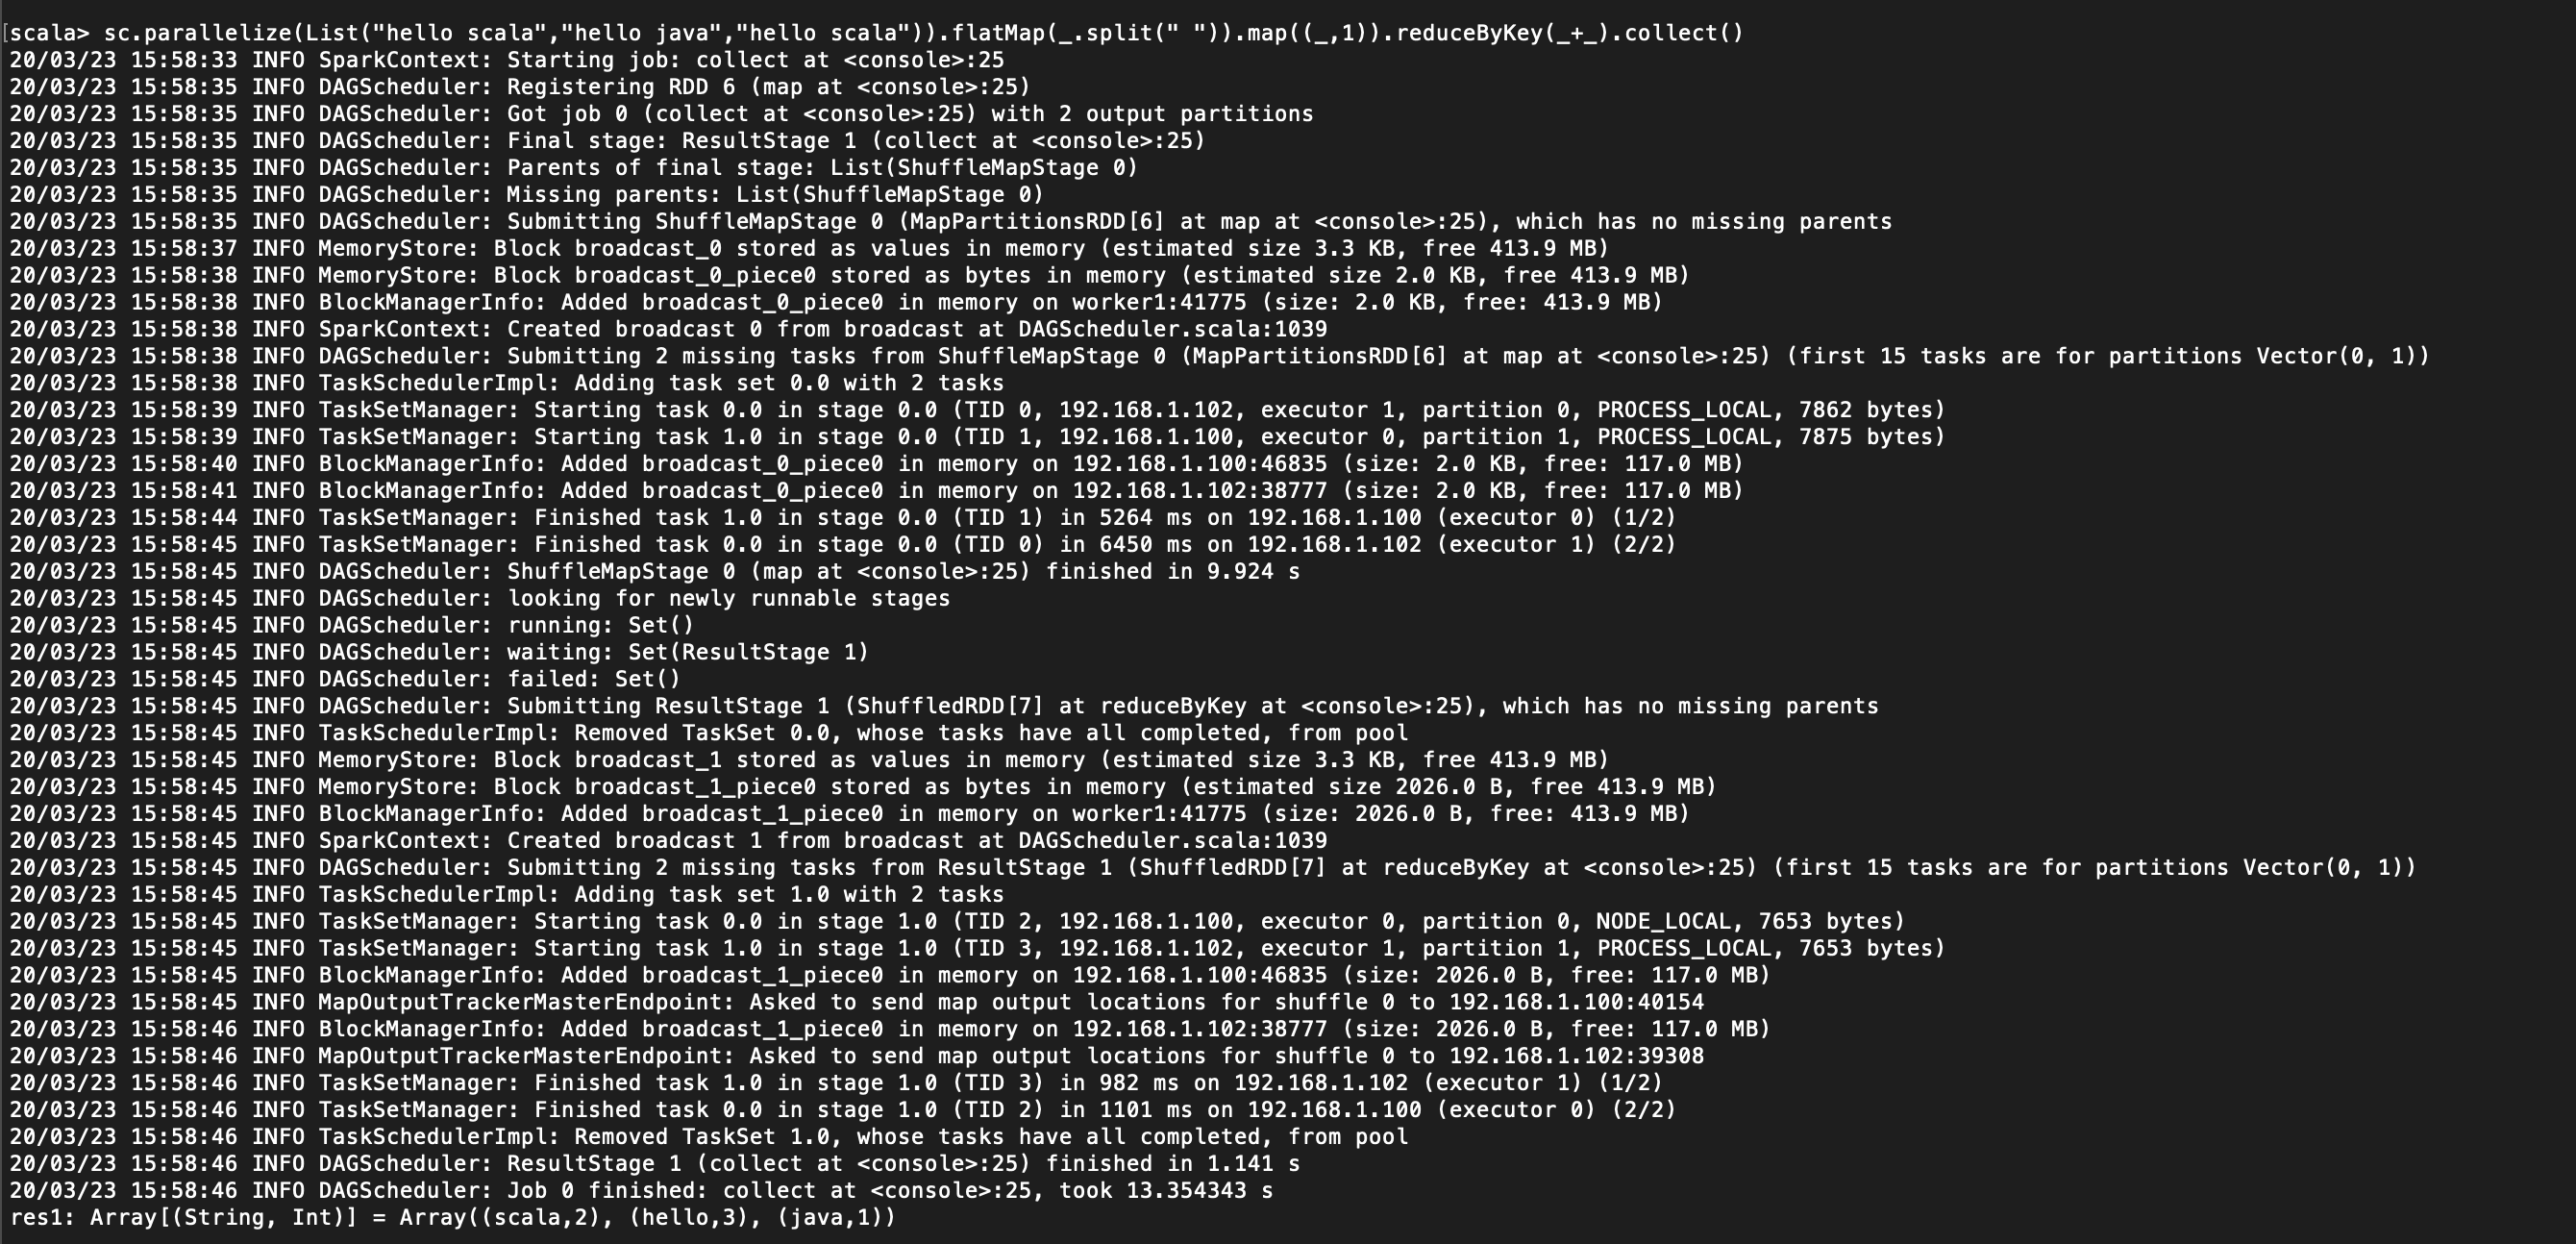 [scala> sc.parallelize(List("hello scala","hello java","hello scala")).flatMap(_.split(" ")).map((_,1)).reduceByKey(_+_).collect()
20/03/23 15:58:33 INFO SparkContext: Starting job: collect at <console>:25
20/03/23 15:58:35 INFO DAGScheduler: Registering RDD 6 (map at <console>:25)
20/03/23 15:58:35 INFO DAGScheduler: Got job 0 (collect at <console>:25) with 2 output partitions
20/03/23 15:58:35 INFO DAGScheduler: Final stage: ResultStage 1 (collect at <console>:25)
20/03/23 15:58:35 INFO DAGScheduler: Parents of final stage: List(ShuffleMapStage 0)
20/03/23 15:58:35 INFO DAGScheduler: Missing parents: List(ShuffleMapStage 0)
20/03/23 15:58:35 INFO DAGScheduler: Submitting ShuffleMapStage 0 (MapPartitionsRDD[6] at map at <console>:25), which has no missing parents
20/03/23 15:58:37 INFO MemoryStore: Block broadcast_0 stored as values in memory (estimated size 3.3 KB, free 413.9 MB)
20/03/23 15:58:38 INFO MemoryStore: Block broadcast_0_piece0 stored as bytes in memory (estimated size 2.0 KB, free 413.9 MB)
20/03/23 15:58:38 INFO BlockManagerInfo: Added broadcast_0_piece0 in memory on worker1:41775 (size: 2.0 KB, free: 413.9 MB)
20/03/23 15:58:38 INFO SparkContext: Created broadcast 0 from broadcast at DAGScheduler.scala:1039
20/03/23 15:58:38 INFO DAGScheduler: Submitting 2 missing tasks from ShuffleMapStage 0 (MapPartitionsRDD[6] at map at <console>:25) (first 15 tasks are for partitions Vector(0, 1))
20/03/23 15:58:38 INFO TaskSchedulerImpl: Adding task set 0.0 with 2 tasks
20/03/23 15:58:39 INFO TaskSetManager: Starting task 0.0 in stage 0.0 (TID 0, 192.168.1.102, executor 1, partition 0, PROCESS_LOCAL, 7862 bytes)
20/03/23 15:58:39 INFO TaskSetManager: Starting task 1.0 in stage 0.0 (TID 1, 192.168.1.100, executor 0, partition 1, PROCESS_LOCAL, 7875 bytes)
20/03/23 15:58:40 INFO BlockManagerInfo: Added broadcast_0_piece0 in memory on 192.168.1.100:46835 (size: 2.0 KB, free: 117.0 MB)
20/03/23 15:58:41 INFO BlockManagerInfo: Added broadcast_0_piece0 in memory on 192.168.1.102:38777 (size: 2.0 KB, free: 117.0 MB)
20/03/23 15:58:44 INFO TaskSetManager: Finished task 1.0 in stage 0.0 (TID 1) in 5264 ms on 192.168.1.100 (executor 0) (1/2)
20/03/23 15:58:45 INFO TaskSetManager: Finished task 0.0 in stage 0.0 (TID 0) in 6450 ms on 192.168.1.102 (executor 1) (2/2)
20/03/23 15:58:45 INFO DAGScheduler: ShuffleMapStage 0 (map at <console>:25) finished in 9.924 s
20/03/23 15:58:45 INFO DAGScheduler: looking for newly runnable stages
20/03/23 15:58:45 INFO DAGScheduler: running: Set()
20/03/23 15:58:45 INFO DAGScheduler: waiting: Set(ResultStage 1)
20/03/23 15:58:45 INFO DAGScheduler: failed: Set()
20/03/23 15:58:45 INFO DAGScheduler: Submitting ResultStage 1 (ShuffledRDD[7] at reduceByKey at <console>:25), which has no missing parents
20/03/23 15:58:45 INFO TaskSchedulerImpl: Removed TaskSet 0.0, whose tasks have all completed, from pool
20/03/23 15:58:45 INFO MemoryStore: Block broadcast_1 stored as values in memory (estimated size 3.3 KB, free 413.9 MB)
20/03/23 15:58:45 INFO MemoryStore: Block broadcast_1_piece0 stored as bytes in memory (estimated size 2026.0 B, free 413.9 MB)
20/03/23 15:58:45 INFO BlockManagerInfo: Added broadcast_1_piece0 in memory on worker1:41775 (size: 2026.0 B, free: 413.9 MB)
20/03/23 15:58:45 INFO SparkContext: Created broadcast 1 from broadcast at DAGScheduler.scala:1039
20/03/23 15:58:45 INFO DAGScheduler: Submitting 2 missing tasks from ResultStage 1 (ShuffledRDD[7] at reduceByKey at <console>:25) (first 15 tasks are for partitions Vector(0, 1))
20/03/23 15:58:45 INFO TaskSchedulerImpl: Adding task set 1.0 with 2 tasks
20/03/23 15:58:45 INFO TaskSetManager: Starting task 0.0 in stage 1.0 (TID 2, 192.168.1.100, executor 0, partition 0, NODE_LOCAL, 7653 bytes)
20/03/23 15:58:45 INFO TaskSetManager: Starting task 1.0 in stage 1.0 (TID 3, 192.168.1.102, executor 1, partition 1, PROCESS_LOCAL, 7653 bytes)
20/03/23 15:58:45 INFO BlockManagerInfo: Added broadcast_1_piece0 in memory on 192.168.1.100:46835 (size: 2026.0 B, free: 117.0 MB)
20/03/23 15:58:45 INFO MapOutputTrackerMasterEndpoint: Asked to send map output locations for shuffle 0 to 192.168.1.100:40154
20/03/23 15:58:46 INFO BlockManagerInfo: Added broadcast_1_piece0 in memory on 192.168.1.102:38777 (size: 2026.0 B, free: 117.0 MB)
20/03/23 15:58:46 INFO MapOutputTrackerMasterEndpoint: Asked to send map output locations for shuffle 0 to 192.168.1.102:39308
20/03/23 15:58:46 INFO TaskSetManager: Finished task 1.0 in stage 1.0 (TID 3) in 982 ms on 192.168.1.102 (executor 1) (1/2)
20/03/23 15:58:46 INFO TaskSetManager: Finished task 0.0 in stage 1.0 (TID 2) in 1101 ms on 192.168.1.100 (executor 0) (2/2)
20/03/23 15:58:46 INFO TaskSchedulerImpl: Removed TaskSet 1.0, whose tasks have all completed, from pool
20/03/23 15:58:46 INFO DAGScheduler: ResultStage 1 (collect at <console>:25) finished in 1.141 s
20/03/23 15:58:46 INFO DAGScheduler: Job 0 finished: collect at <console>:25, took 13.354343 s
res1: Array[(String, Int)] = Array((scala,2), (hello,3), (java,1))